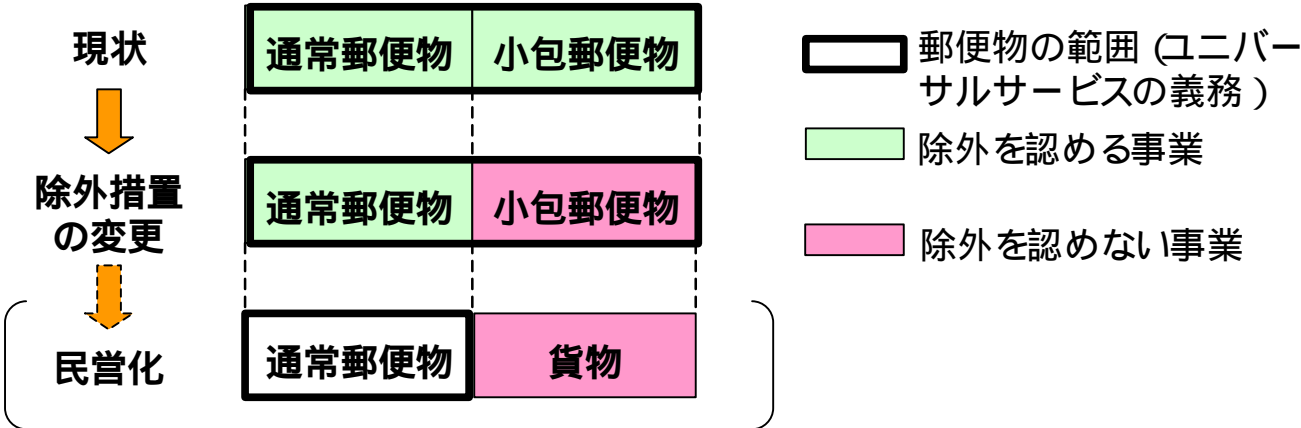 現状
通常郵便物 小包郵便物
除外措置
の変更
通常郵便物 小包郵便物
民営化
通常郵便物 貨物
郵便物の範囲(ユニバー
サルサービスの義務)
除外を認める事業
除外を認めない事業